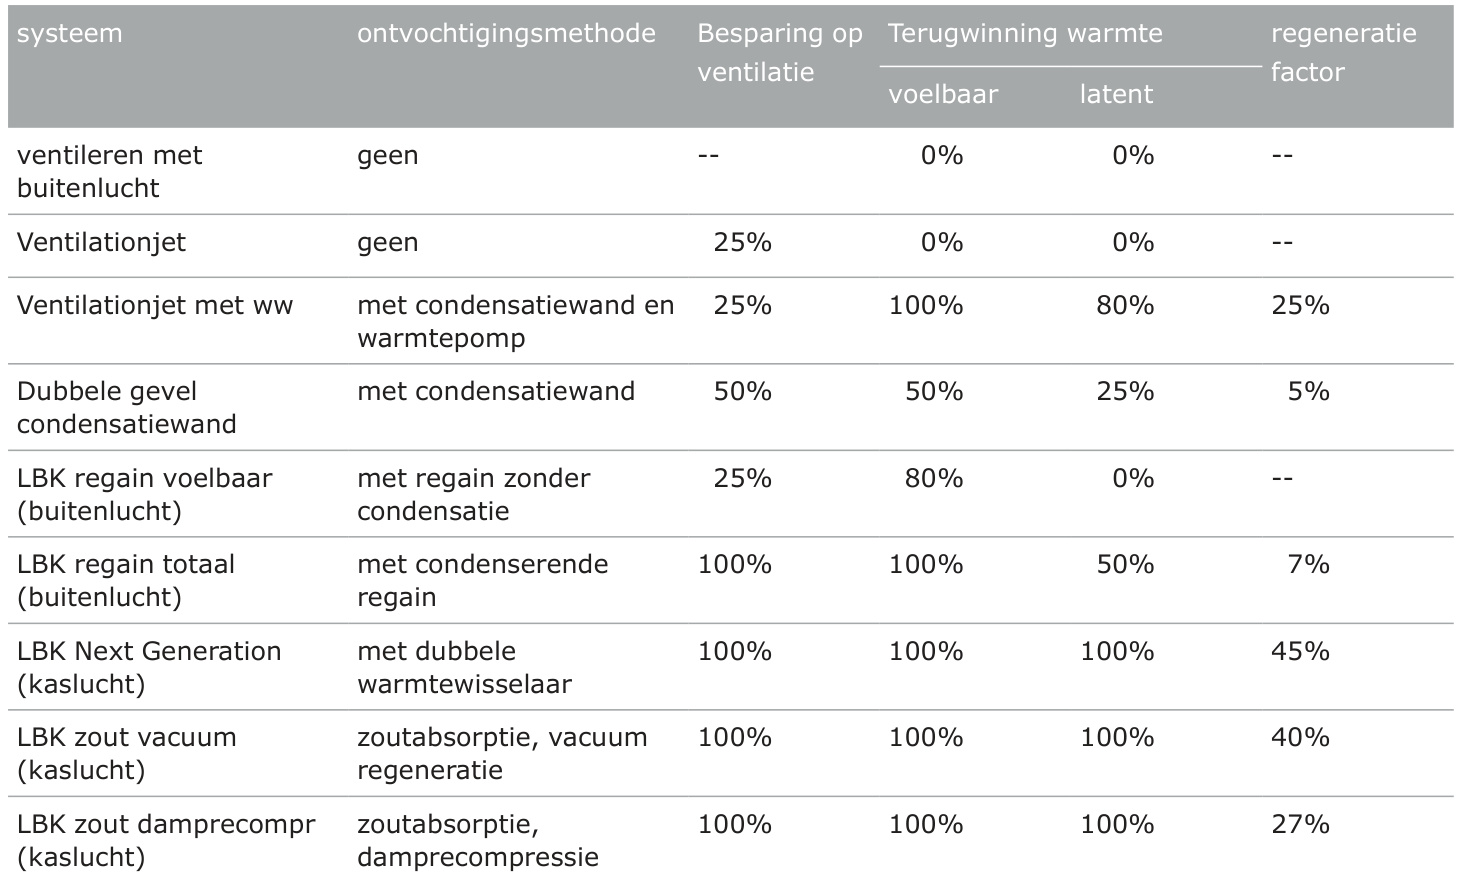 systeem ontvochtigingsmethode Besparing op Terugwinning warmte regeneratie
ventilatie factor
voelbaar latent
ventileren met geen -- 0% 0% --
buitenlucht
Ventilationjet geen 25% 0% 0% --
Ventilationjet met ww met condensatiewand en 25% 100% 80% 25%
warmtepomp
Dubbele gevel met condensatiewand 50% 50% 25% 5%
condensatiewand
LBK regain voelbaar met regain zonder 25% 80% 0% --
(buitenlucht) condensatie
LBK regain totaal met condenserende 100% 100% 50% 7%
(buitenlucht) regain
LBK Next Generation met dubbele 100% 100% 100% 45%
(kaslucht) warmtewisselaar
LBK zout vacuum zoutabsorptie, vacuum 100% 100% 100% 40%
(kaslucht) regeneratie
LBK zout damprecompr zoutabsorptie, 100% 100% 100% 27%
(kaslucht) damprecompressie